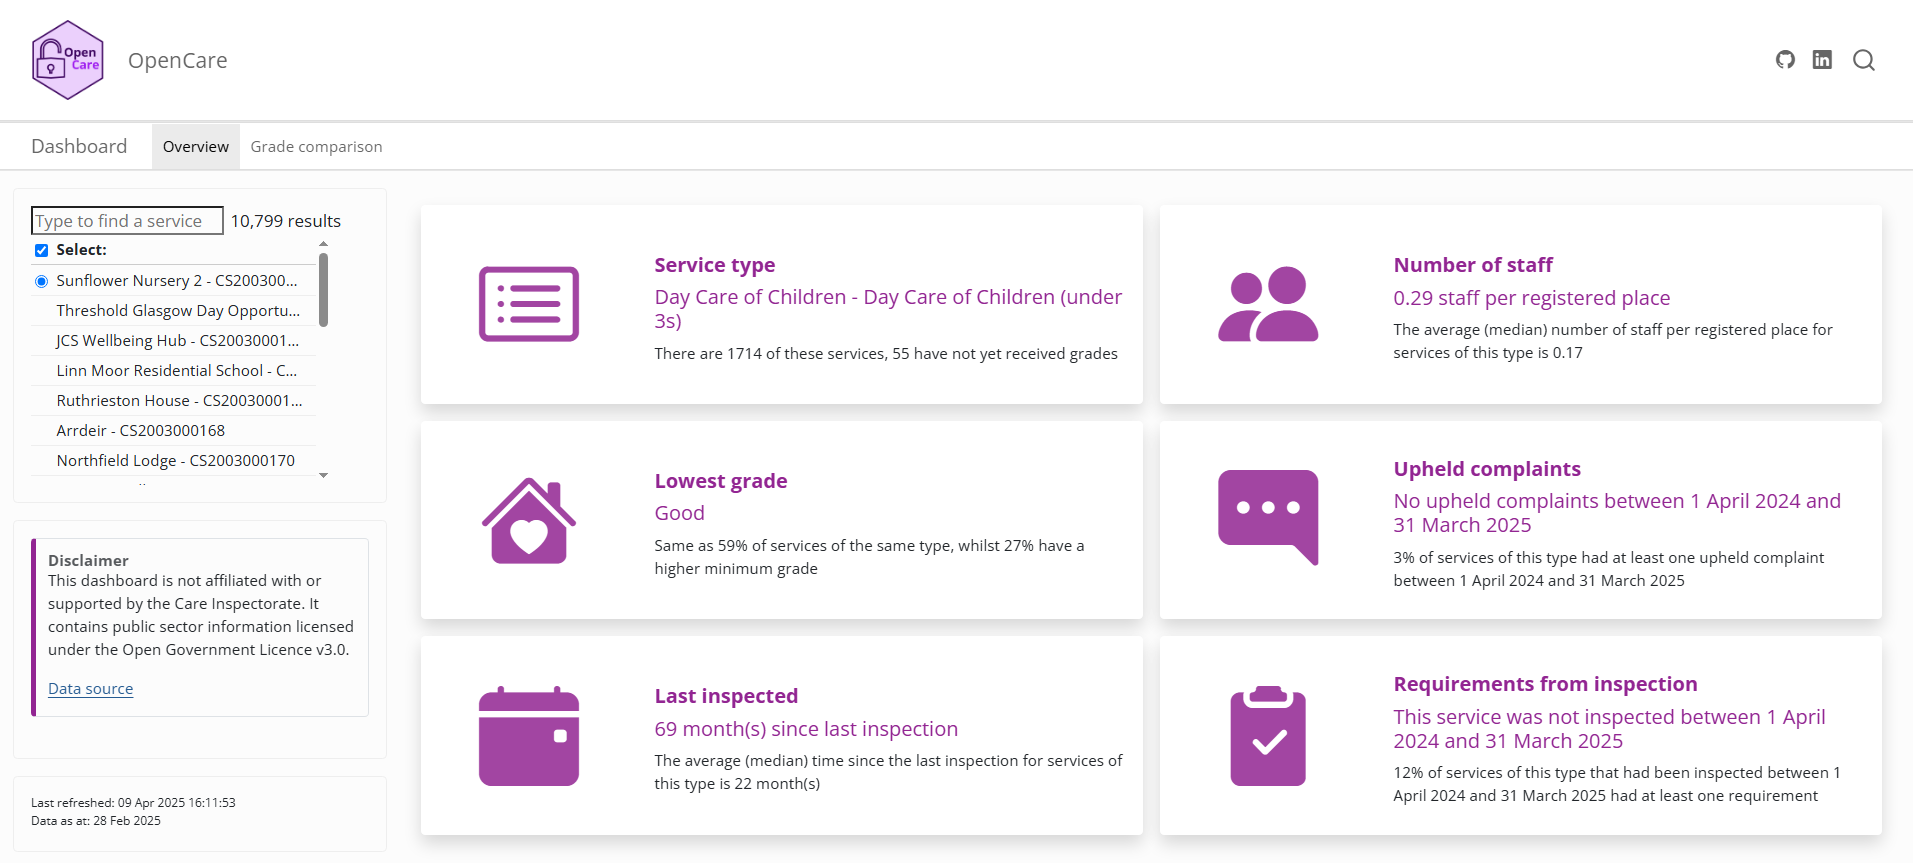 Open
Care
OpenCare
Dashboard
Overview
Grade comparison
Type to find a service
10,799 results
Select:
Sunflower Nursery 2 - CS200300...
Threshold Glasgow Day Opportu...
JCS Wellbeing Hub - CS20030001...
Linn Moor Residential School - C...
Ruthrieston House - CS20030001...
Arrdeir - CS2003000168
Northfield Lodge - CS2003000170
Disclaimer
This dashboard is not affiliated with or
supported by the Care Inspectorate. It
contains public sector information licensed
under the Open Government Licence v3.0.
Data source
Last refreshed: 09 Apr 2025 16:11:53
Data as at: 28 Feb 2025
Service type
Day Care of Children - Day Care of Children (under
3s)
There are 1714 of these services, 55 have not yet received grades
Number of staff
0.29 staff per registered place
The average (median) number of staff per registered place for
services of this type is 0.17
Lowest grade
Good
Same as 59% of services of the same type, whilst 27% have a
higher minimum grade
Upheld complaints
No upheld complaints between 1 April 2024 and
31 March 2025
3% of services of this type had at least one upheld complaint
between 1 April 2024 and 31 March 2025
Last inspected
69 month(s) since last inspection
The average (median) time since the last inspection for services of
this type is 22 month(s)
Requirements from inspection
This service was not inspected between 1 April
2024 and 31 March 2025
12% of services of this type that had been inspected between 1
April 2024 and 31 March 2025 had at least one requirement